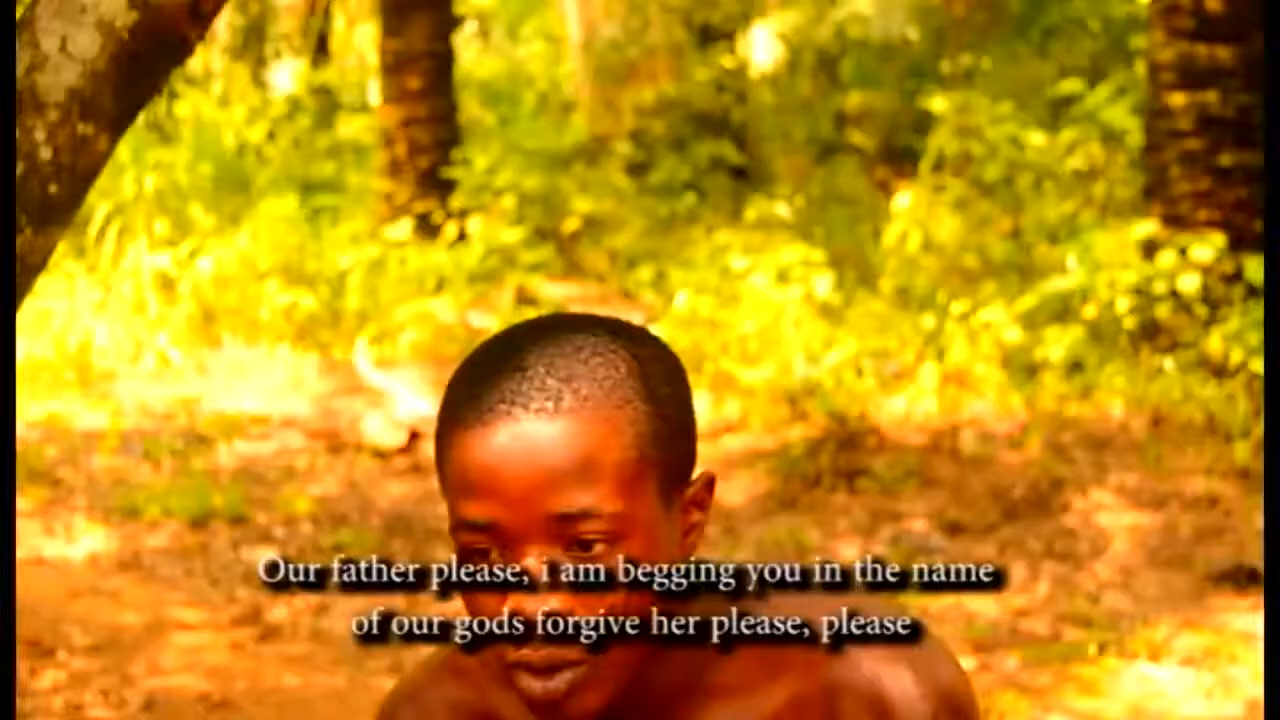 Our father please, i am begging you in the name
of our gods forgive her please, please